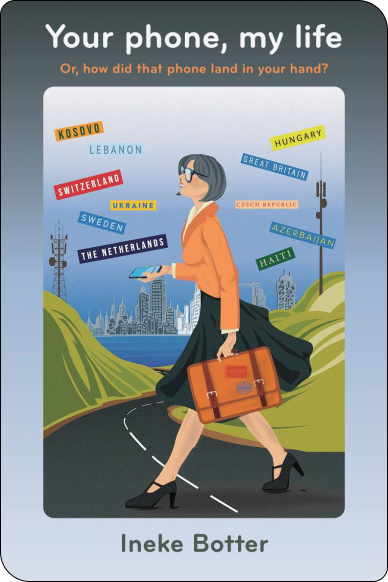 Your phone, my life
Or, how did that phone land in your hand?
KOSOVO
LEBANON
HUNGARY
GREAT BRITAIN
SWITZERLAND
UKRAINE
CZECH REPUBLIC
SWEDEN
AZERBAIJAN
THE NETHERLANDS
HAITI
Ineke Botter